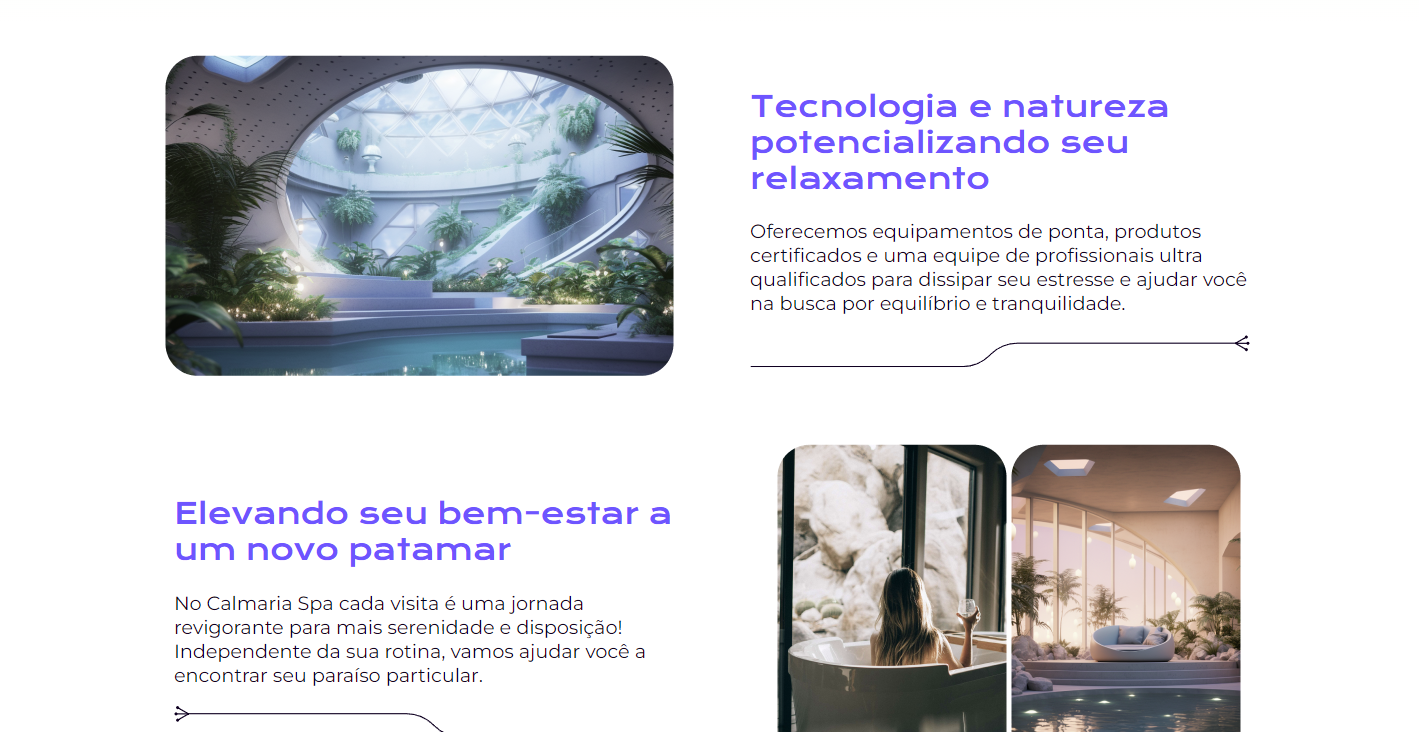 Tecnologia e natureza
potencializando seu
relaxamento
Oferecemos equipamentos de ponta, produtos
certificados e uma equipe de profissionais ultra
qualificados para dissipar seu estresse e ajudar você
na busca por equilíbrio e tranquilidade.
Elevando seu bem-estar a
um novo patamar
No Calmaria Spa cada visita é uma jornada
revigorante para mais serenidade e disposição!
Independente da sua rotina, vamos ajudar você a
encontrar seu paraíso particular.